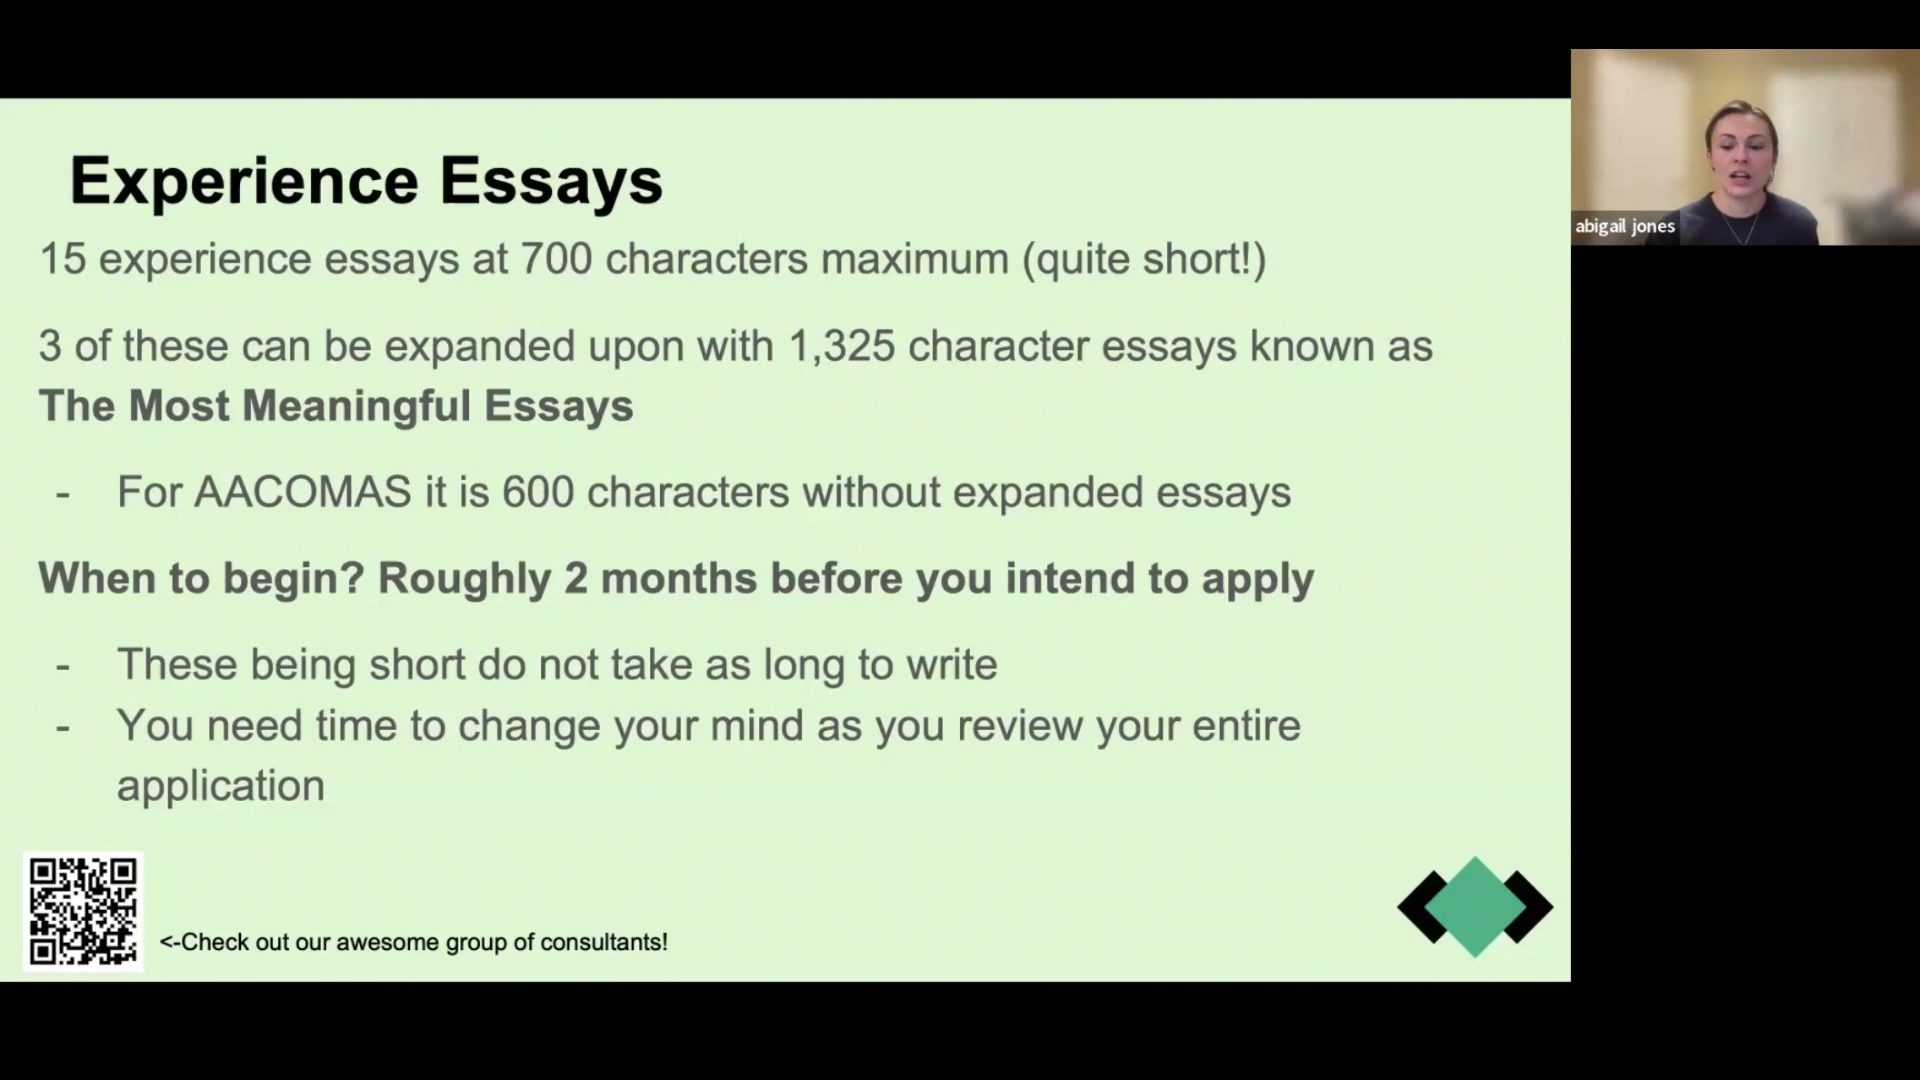 Experience Essays
15 experience essays at 700 characters maximum (quite short!)
3 of these can be expanded upon with 1,325 character essays known as
The Most Meaningful Essays
- For AACOMAS it is 600 characters without expanded essays
When to begin? Roughly 2 months before you intend to apply
- These being short do not take as long to write
- You need time to change your mind as you review your entire
application
<-Check out our awesome group of consultants!
abigail jones